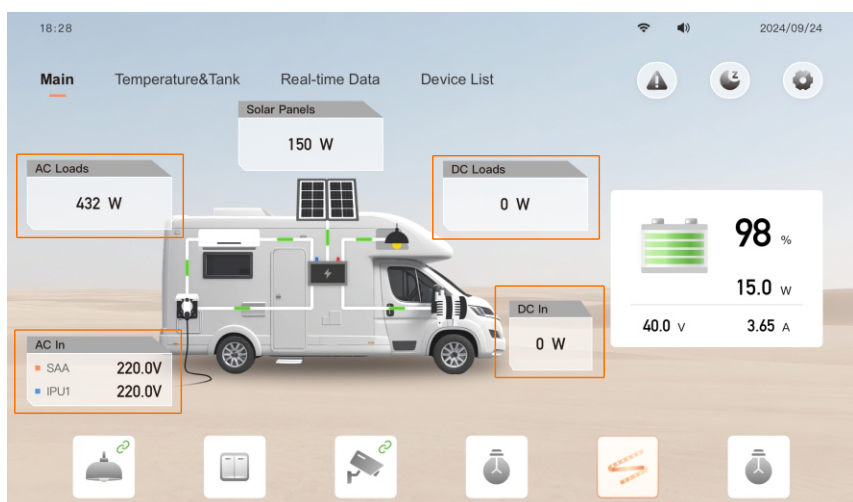 18:28
2024/09/24
Main
Temperature&Tank
Real-time Data
Device List
z
Solar Panels
150 W
AC Loads
432 W
DC Loads
0 W
98 %
15.0 W
40.0 V
3.65 A
DC In
0 W
AC In
SAA 220.0V
IPU1 220.0V